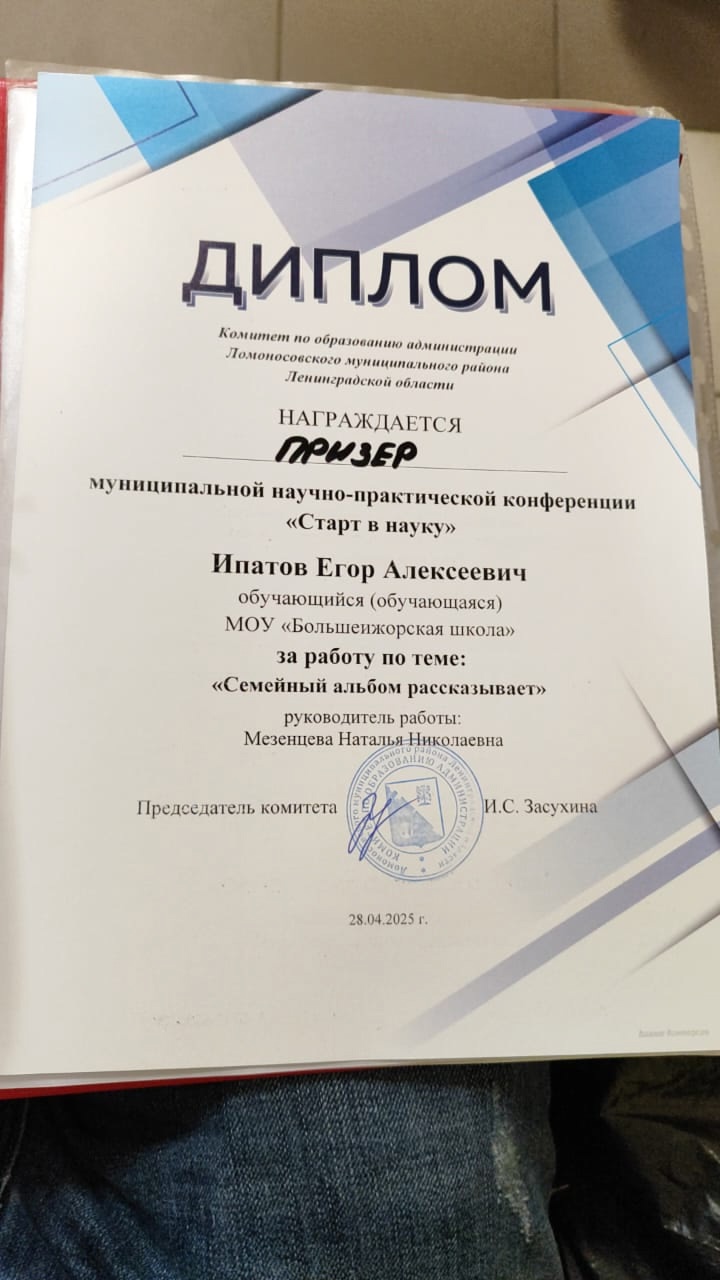 ДИПЛОМ
Комитет по образованию администрации
Ломоносовского муниципального района
Ленинградской области
НАГРАЖДАЕТСЯ
ПРИЗЕР
муниципальной научно-практической конференции
«Старт в науку»
Ипатов Егор Алексеевич
обучающийся (обучающаяся)
МОУ «Большеижорская школа»
за работу по теме:
«Семейный альбом рассказывает»
руководитель работы:
Мезенцева Наталья Николаевна
Председатель комитета И.С. Засухина
28.04.2025 г.